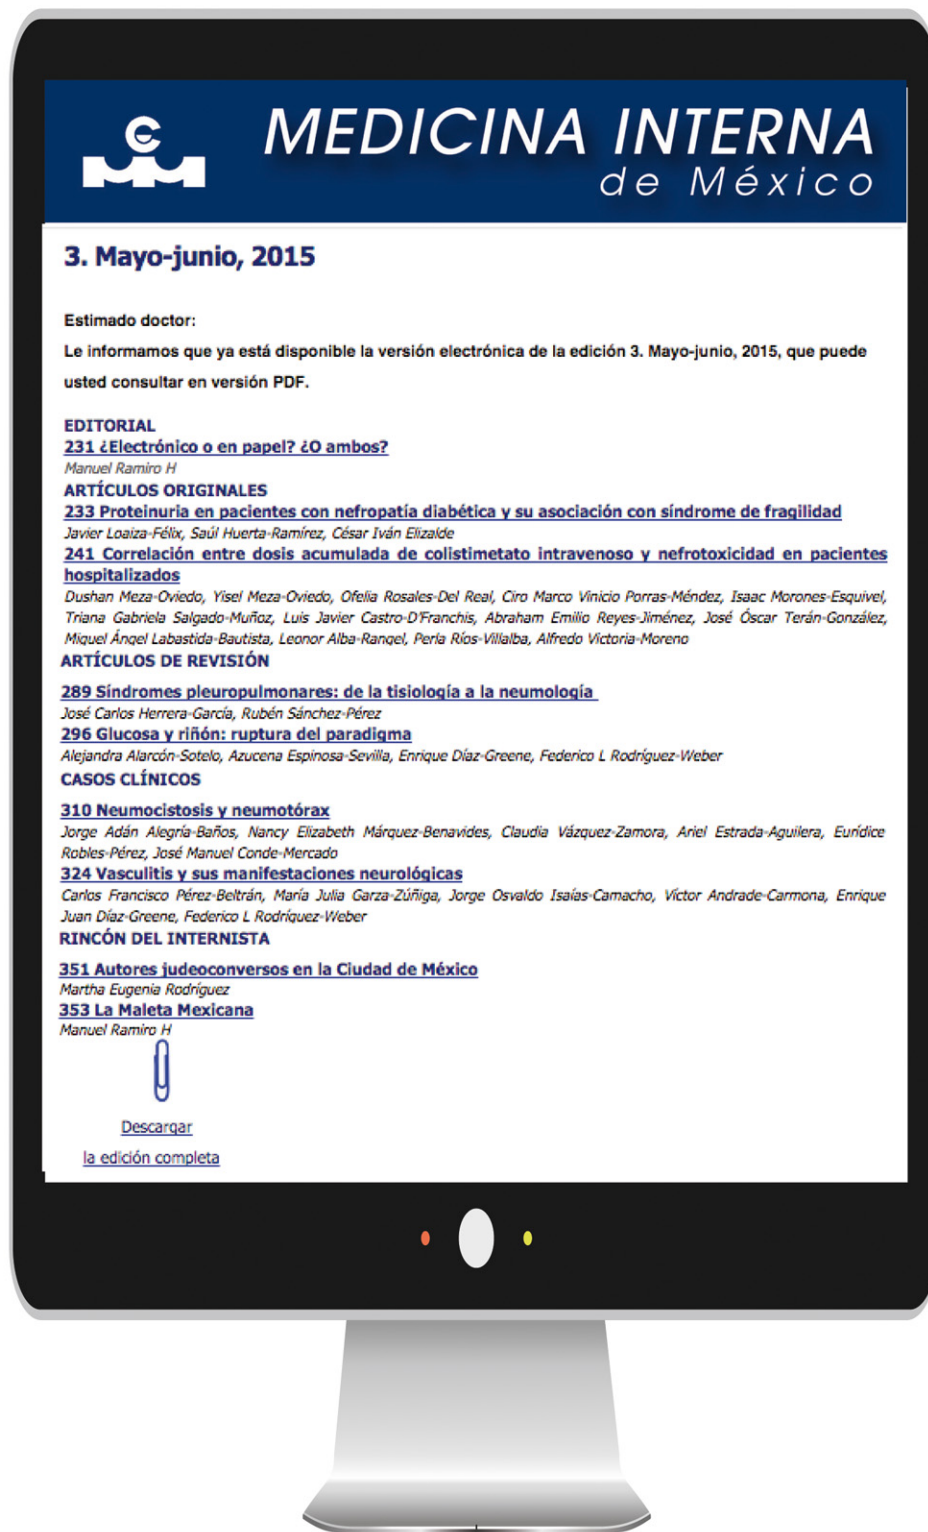 MEDICINA INTERNA
de México
3. Mayo-junio, 2015
Estimado doctor:
Le informamos que ya está disponible la versión electrónica de la edición 3. Mayo-junio, 2015, que puede
usted consultar en versión PDF.
EDITORIAL
231 ¿Electrónico o en papel? ¿O ambos?
Manuel Ramiro H
ARTÍCULOS ORIGINALES
233 Proteinuria en pacientes con nefropatía diabética y su asociación con síndrome de fragilidad
Javier Loaiza-Félix, Saúl Huerta-Ramírez, César Iván Elizalde
241 Correlación entre dosis acumulada de colistimetato intravenoso y nefrotoxicidad en pacientes
hospitalizados
Dushan Meza-Oviedo, Yisel Meza-Oviedo, Ofelia Rosales-Del Real, Ciro Marco Vinicio Porras-Méndez, Isaac Morones-Esquivel,
Triana Gabriela Salgado-Muñoz, Luis Javier Castro-D'Franchis, Abraham Emilio Reyes-Jiménez, José Óscar Terán-González,
Miguel Ángel Labastida-Bautista, Leonor Alba-Rangel, Perla Ríos-Villalba, Alfredo Victoria-Moreno
ARTÍCULOS DE REVISIÓN
289 Síndromes pleuropulmonares: de la tisiología a la neumología
José Carlos Herrera-García, Rubén Sánchez-Pérez
296 Glucosa y riñón: ruptura del paradigma
Alejandra Alarcón-Sotelo, Azucena Espinosa-Sevilla, Enrique Díaz-Greene, Federico L Rodríguez-Weber
CASOS CLÍNICOS
310 Neumocistosis y neumotórax
Jorge Adán Alegría-Baños, Nancy Elizabeth Márquez-Benavides, Claudia Vázquez-Zamora, Ariel Estrada-Aguilera, Eurídice
Robles-Pérez, José Manuel Conde-Mercado
324 Vasculitis y sus manifestaciones neurológicas
Carlos Francisco Pérez-Beltrán, María Julia Garza-Zúñiga, Jorge Osvaldo Isaías-Camacho, Víctor Andrade-Carmona, Enrique
Juan Díaz-Greene, Federico L Rodríguez-Weber
RINCÓN DEL INTERNISTA
351 Autores judeoconversos en la Ciudad de México
Martha Eugenia Rodríguez
353 La Maleta Mexicana
Manuel Ramiro H
Descargar
la edición completa